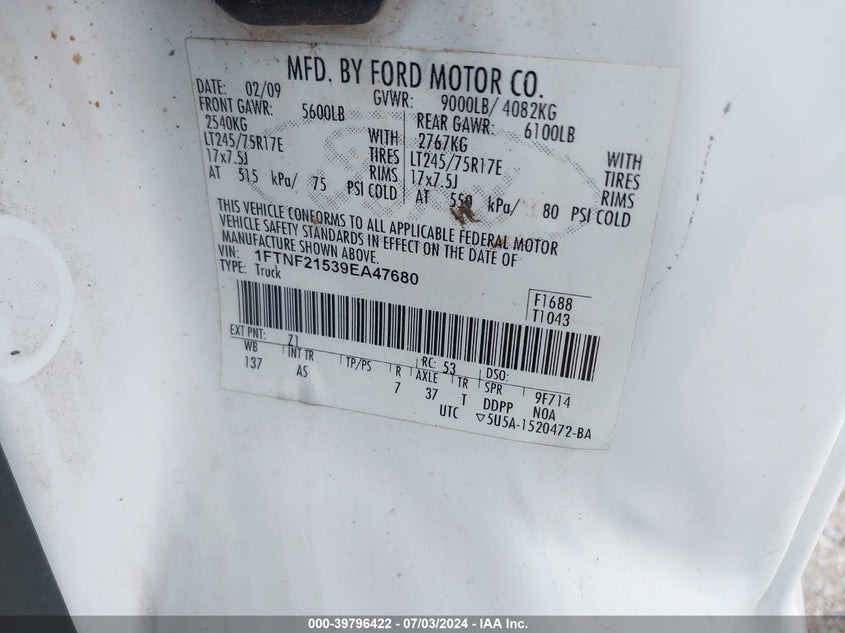 MFD. BY FORD MOTOR CO.
DATE: 02/09 GVWR: 9000LB/ 4082KG
FRONT GAWR: 5600LB REAR GAWR: 6100LB
2540KG WITH 2767KG WITH
LT245/75R17E TIRES LT245/75R17E TIRES
17x7.5J RIMS 17x7.5J RIMS
AT 515 kPa/ 75 PSI COLD AT 550 kPa/ 80 PSI COLD
THIS VEHICLE CONFORMS TO ALL APPLICABLE FEDERAL MOTOR
VEHICLE SAFETY STANDARDS IN EFFECT ON THE DATE OF
MANUFACTURE SHOWN ABOVE.
VIN: 1FTNF21539EA47680
TYPE: Truck
F1688
T1043
EXT PNT: Z1 RC: 53 DSO:
WB INT TR TP/PS R AXLE TR SPR 9F714
137 AS 7 37 T DDPP NOA
UTC ▽5U5A-1520472-BA
000-39796422 - 07/03/2024 - IAA Inc.